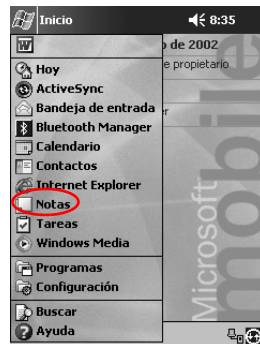 Inicio 8:35
o de 2002
Hoy
e propietario
ActiveSync
Bandeja de entrada
Bluetooth Manager
Calendario
Contactos
Internet Explorer
Notas
Tareas
Windows Media
Programas
Configuración
Buscar
Ayuda
Microsoft
mobile